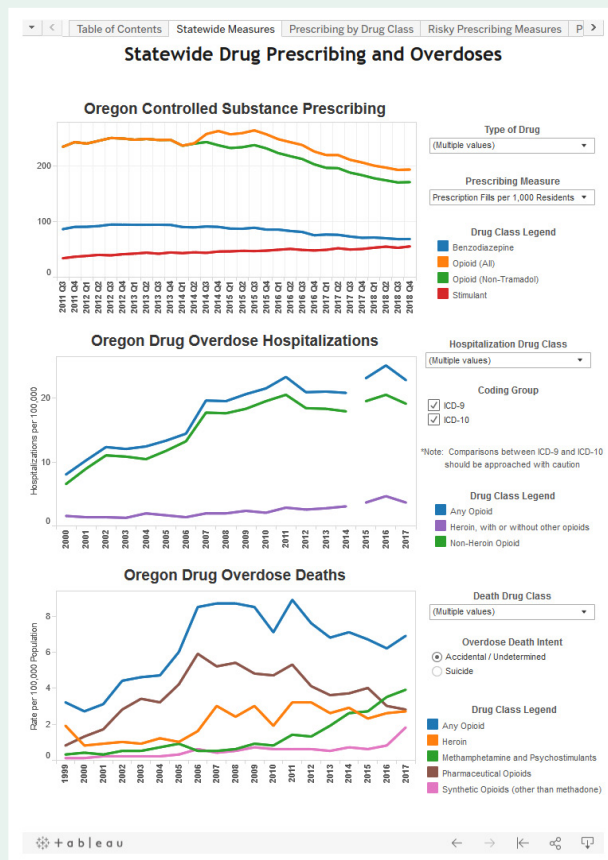 Table of Contents
Statewide Measures
Prescribing by Drug Class
Risky Prescribing Measures
P
Statewide Drug Prescribing and Overdoses
Oregon Controlled Substance Prescribing
200
100
0
2011 Q3
2011 Q4
2012 Q1
2012 Q2
2012 Q3
2012 Q4
2013 Q1
2013 Q2
2013 Q3
2013 Q4
2014 Q1
2014 Q2
2014 Q3
2014 Q4
2015 Q1
2015 Q2
2015 Q3
2015 Q4
2016 Q1
2016 Q2
2016 Q3
2016 Q4
2017 Q1
2017 Q2
2017 Q3
2017 Q4
2018 Q1
2018 Q2
2018 Q3
2018 Q4
Type of Drug
(Multiple values)
Prescribing Measure
Prescription Fills per 1,000 Residents
Drug Class Legend
Benzodiazepine
Opioid (All)
Opioid (Non-Tramadol)
Stimulant
Oregon Drug Overdose Hospitalizations
Hospitalizations per 100,000
20
10
0
2000
2001
2002
2003
2004
2005
2006
2007
2008
2009
2010
2011
2012
2013
2014
2015
2016
2017
Hospitalization Drug Class
(Multiple values)
Coding Group
ICD-9
ICD-10
*Note: Comparisons between ICD-9 and ICD-10
should be approached with caution
Drug Class Legend
Any Opioid
Heroin, with or without other opioids
Non-Heroin Opioid
Oregon Drug Overdose Deaths
Rate per 100,000 Population
8
6
4
2
0
1999
2000
2001
2002
2003
2004
2005
2006
2007
2008
2009
2010
2011
2012
2013
2014
2015
2016
2017
Death Drug Class
(Multiple values)
Overdose Death Intent
Accidental / Undetermined
Suicide
Drug Class Legend
Any Opioid
Heroin
Methamphetamine and Psychostimulants
Pharmaceutical Opioids
Synthetic Opioids (other than methadone)
+ a b l e a u